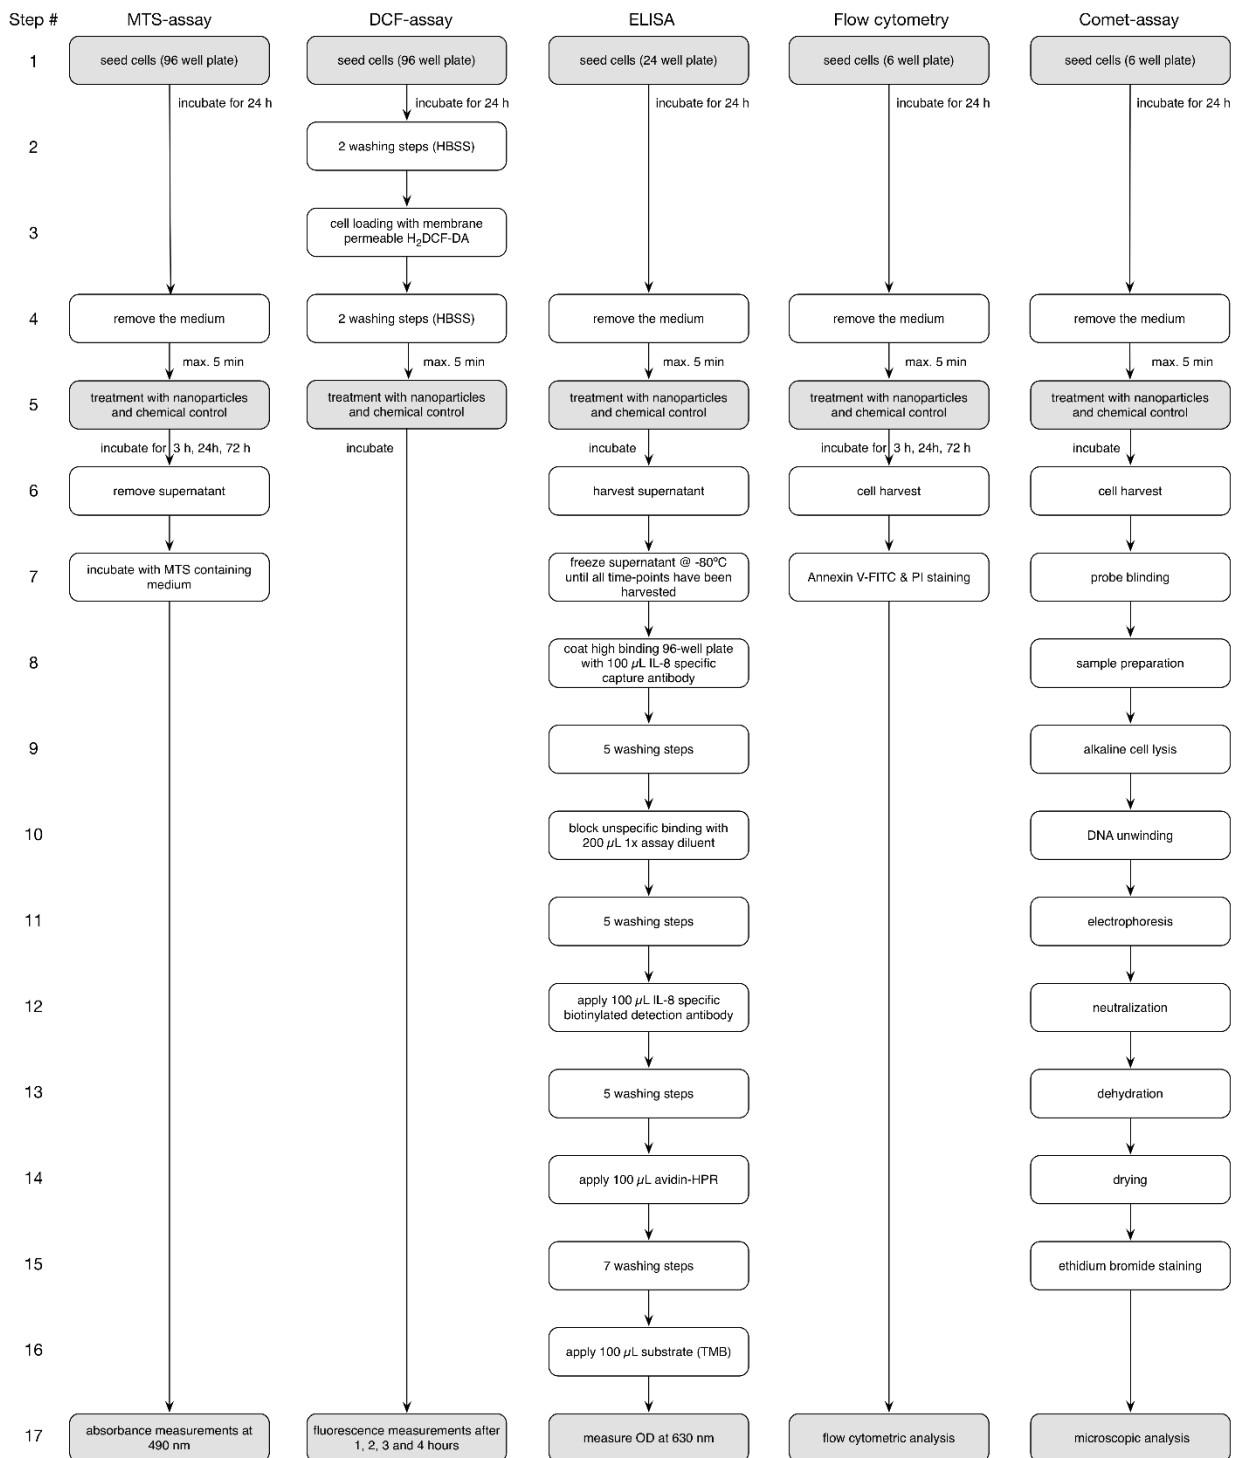 Step #
MTS-assay
DCF-assay
ELISA
Flow cytometry
Comet-assay
1
seed cells (96 well plate)
seed cells (96 well plate)
seed cells (24 well plate)
seed cells (6 well plate)
seed cells (6 well plate)
incubate for 24 h
incubate for 24 h
incubate for 24 h
incubate for 24 h
incubate for 24 h
2
2 washing steps (HBSS)
3
cell loading with membrane
permeable H₂DCF-DA
4
remove the medium
2 washing steps (HBSS)
remove the medium
remove the medium
remove the medium
max. 5 min
max. 5 min
max. 5 min
max. 5 min
max. 5 min
5
treatment with nanoparticles
and chemical control
treatment with nanoparticles
and chemical control
treatment with nanoparticles
and chemical control
treatment with nanoparticles
and chemical control
treatment with nanoparticles
and chemical control
incubate for 3 h, 24h, 72 h
incubate
incubate
incubate for 3 h, 24h, 72 h
incubate
6
remove supernatant
harvest supernatant
cell harvest
cell harvest
7
incubate with MTS containing
medium
freeze supernatant @ -80ºC
until all time-points have been
harvested
Annexin V-FITC & PI staining
probe blinding
8
coat high binding 96-well plate
with 100 µL IL-8 specific
capture antibody
sample preparation
9
5 washing steps
alkaline cell lysis
10
block unspecific binding with
200 µL 1x assay diluent
DNA unwinding
11
5 washing steps
electrophoresis
12
apply 100 µL IL-8 specific
biotinylated detection antibody
neutralization
13
5 washing steps
dehydration
14
apply 100 µL avidin-HPR
drying
15
7 washing steps
ethidium bromide staining
16
apply 100 µL substrate (TMB)
17
absorbance measurements at
490 nm
fluorescence measurements after
1, 2, 3 and 4 hours
measure OD at 630 nm
flow cytometric analysis
microscopic analysis